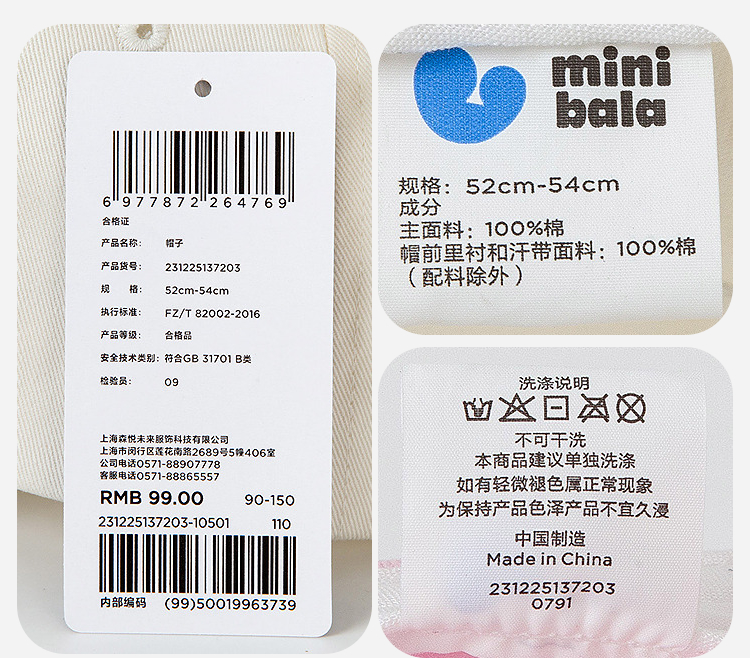 6 977872 264769
合格证
产品名称: 帽子
产品货号: 231225137203
规 格: 52cm-54cm
执行标准: FZ/T 82002-2016
产品等级: 合格品
安全技术类别: 符合GB 31701 B类
检验员: 09
上海森悦未来服饰科技有限公司
上海市闵行区莲花南路2689号5幢406室
公司电话0571-88907778
客服电话0571-88865557
RMB 99.00 90-150
231225137203-10501 110
内部编码 (99)50019963739
mini
bala
规格: 52cm-54cm
成分
主面料: 100%棉
帽前里衬和汗带面料: 100%棉
(配料除外)
洗涤说明
不可干洗
本商品建议单独洗涤
如有轻微褪色属正常现象
为保持产品色泽产品不宜久浸
中国制造
Made in China
231225137203
0791